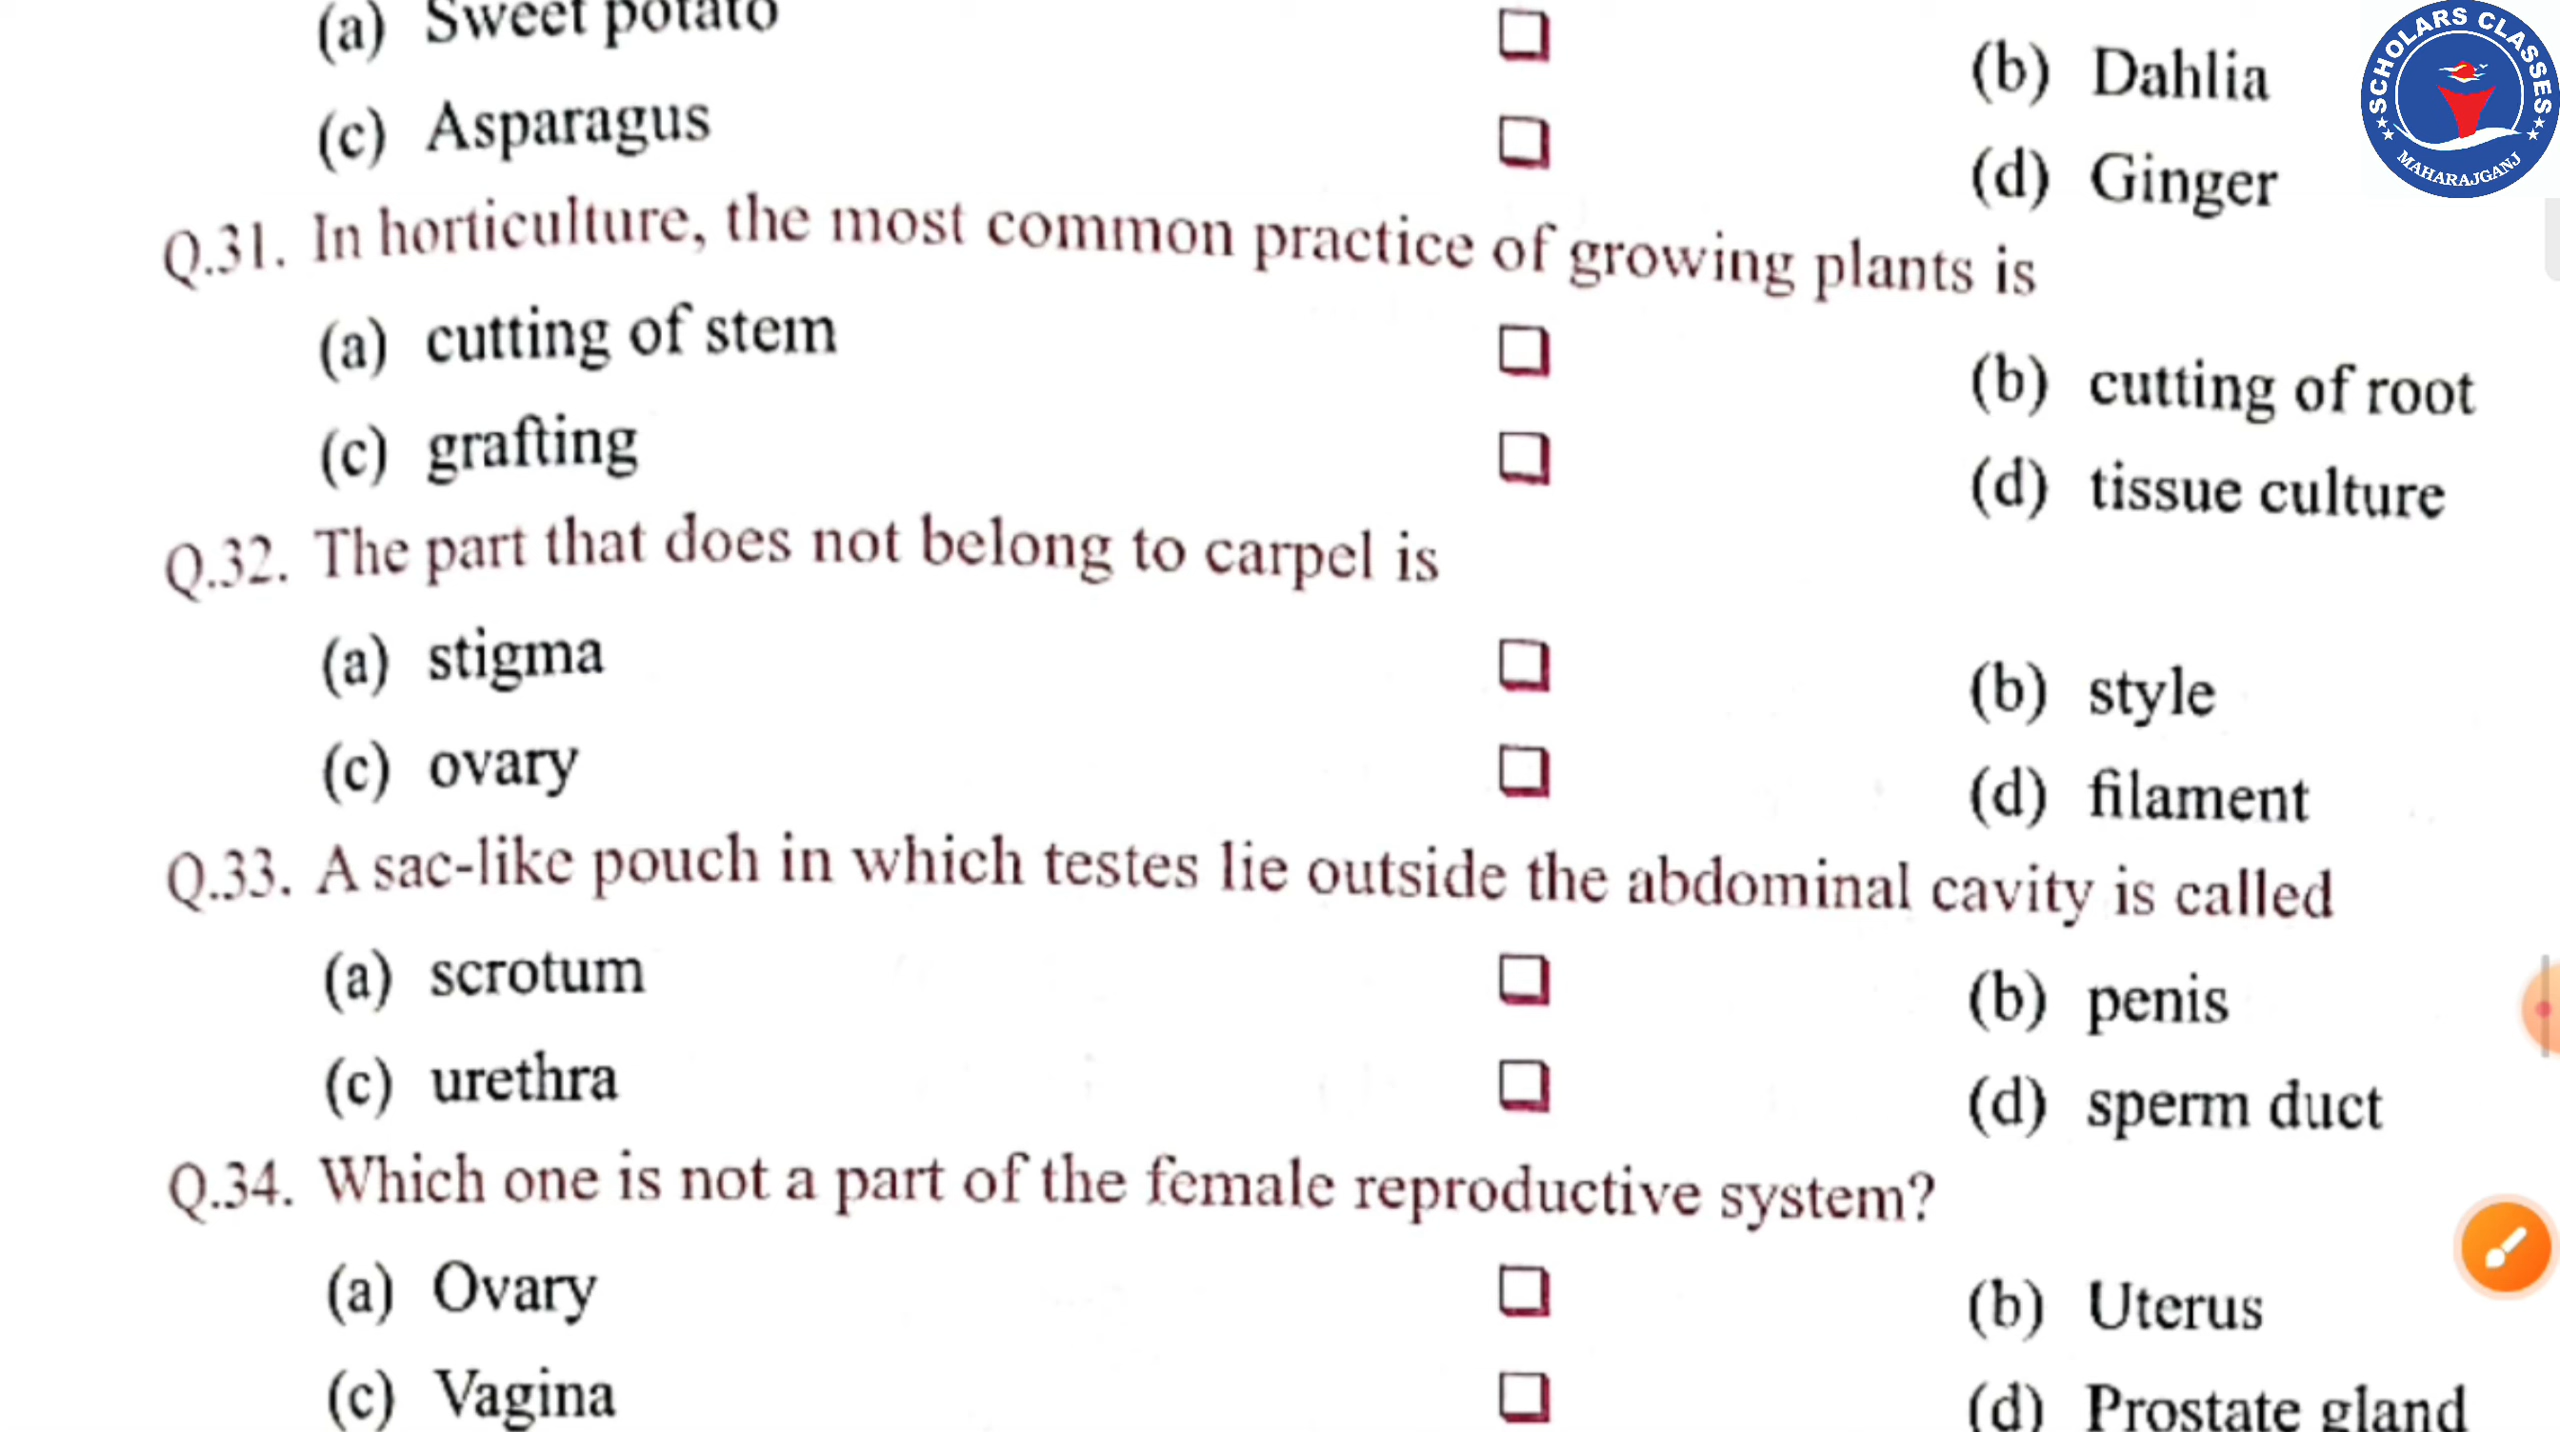 (a) Sweet potato
(b) Dahlia
(c) Asparagus
(d) Ginger
Q.31. In horticulture, the most common practice of growing plants is
(a) cutting of stem
(b) cutting of root
(c) grafting
(d) tissue culture
Q.32. The part that does not belong to carpel is
(a) stigma
(b) style
(c) ovary
(d) filament
Q.33. A sac-like pouch in which testes lie outside the abdominal cavity is called
(a) scrotum
(b) penis
(c) urethra
(d) sperm duct
Q.34. Which one is not a part of the female reproductive system?
(a) Ovary
(b) Uterus
(c) Vagina
(d) Prostate gland
SCHOLARS CLASSES
MAHARAJGANJ